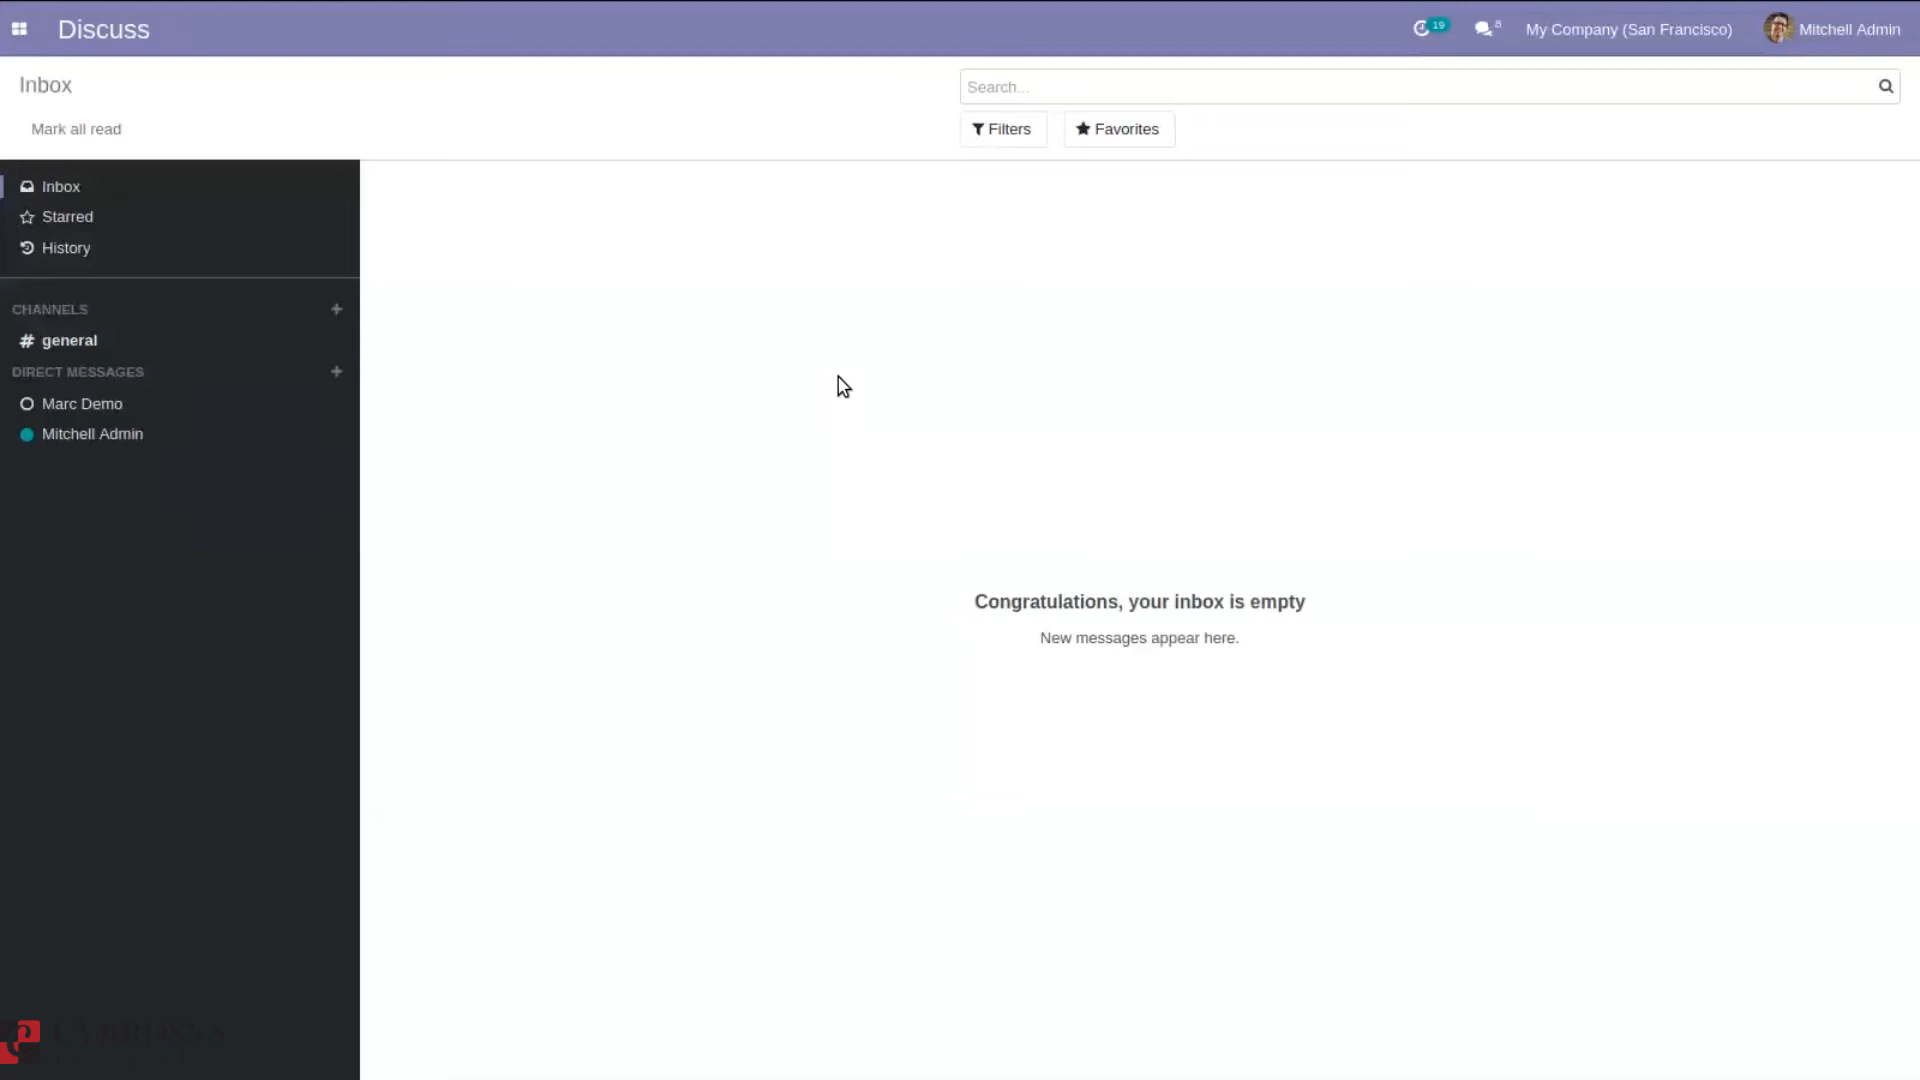 Discuss
19
8
My Company (San Francisco)
Mitchell Admin
Inbox
Search...
Mark all read
Filters
Favorites
Inbox
Starred
History
CHANNELS
# general
DIRECT MESSAGES
Marc Demo
Mitchell Admin
Congratulations, your inbox is empty
New messages appear here.